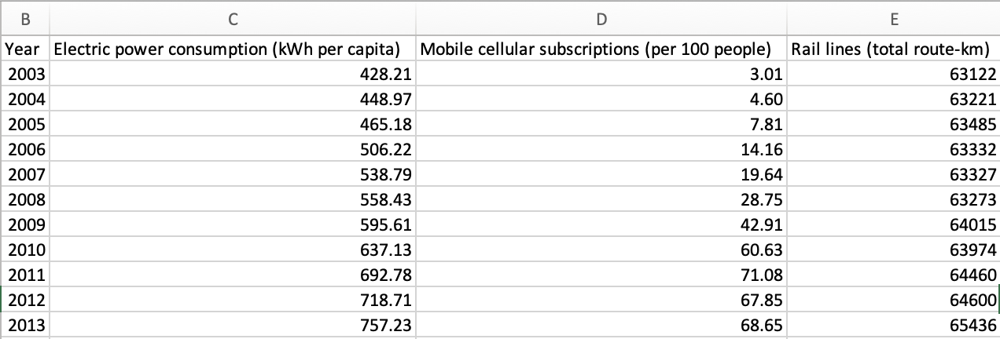 B C D E
Year Electric power consumption (kWh per capita) Mobile cellular subscriptions (per 100 people) Rail lines (total route-km)
2003 428.21 3.01 63122
2004 448.97 4.60 63221
2005 465.18 7.81 63485
2006 506.22 14.16 63332
2007 538.79 19.64 63327
2008 558.43 28.75 63273
2009 595.61 42.91 64015
2010 637.13 60.63 63974
2011 692.78 71.08 64460
2012 718.71 67.85 64600
2013 757.23 68.65 65436